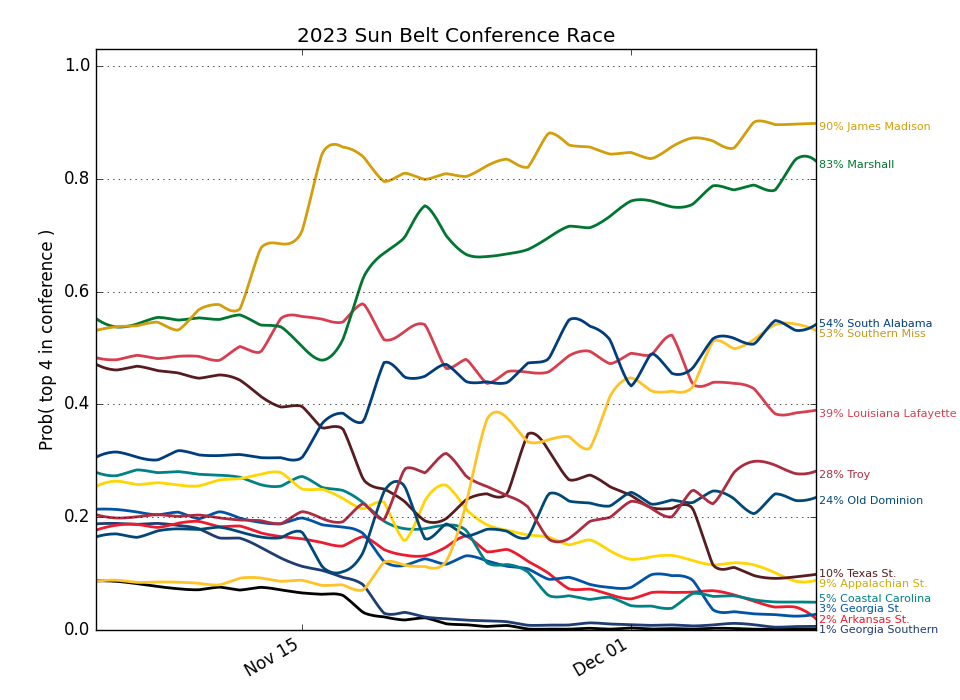 2023 Sun Belt Conference Race
Prob( top 4 in conference )
1.0
0.8
0.6
0.4
0.2
0.0
Nov 15
Dec 01
90% James Madison
83% Marshall
54% South Alabama
53% Southern Miss
39% Louisiana Lafayette
28% Troy
24% Old Dominion
10% Texas St.
9% Appalachian St.
5% Coastal Carolina
3% Georgia St.
2% Arkansas St.
1% Georgia Southern